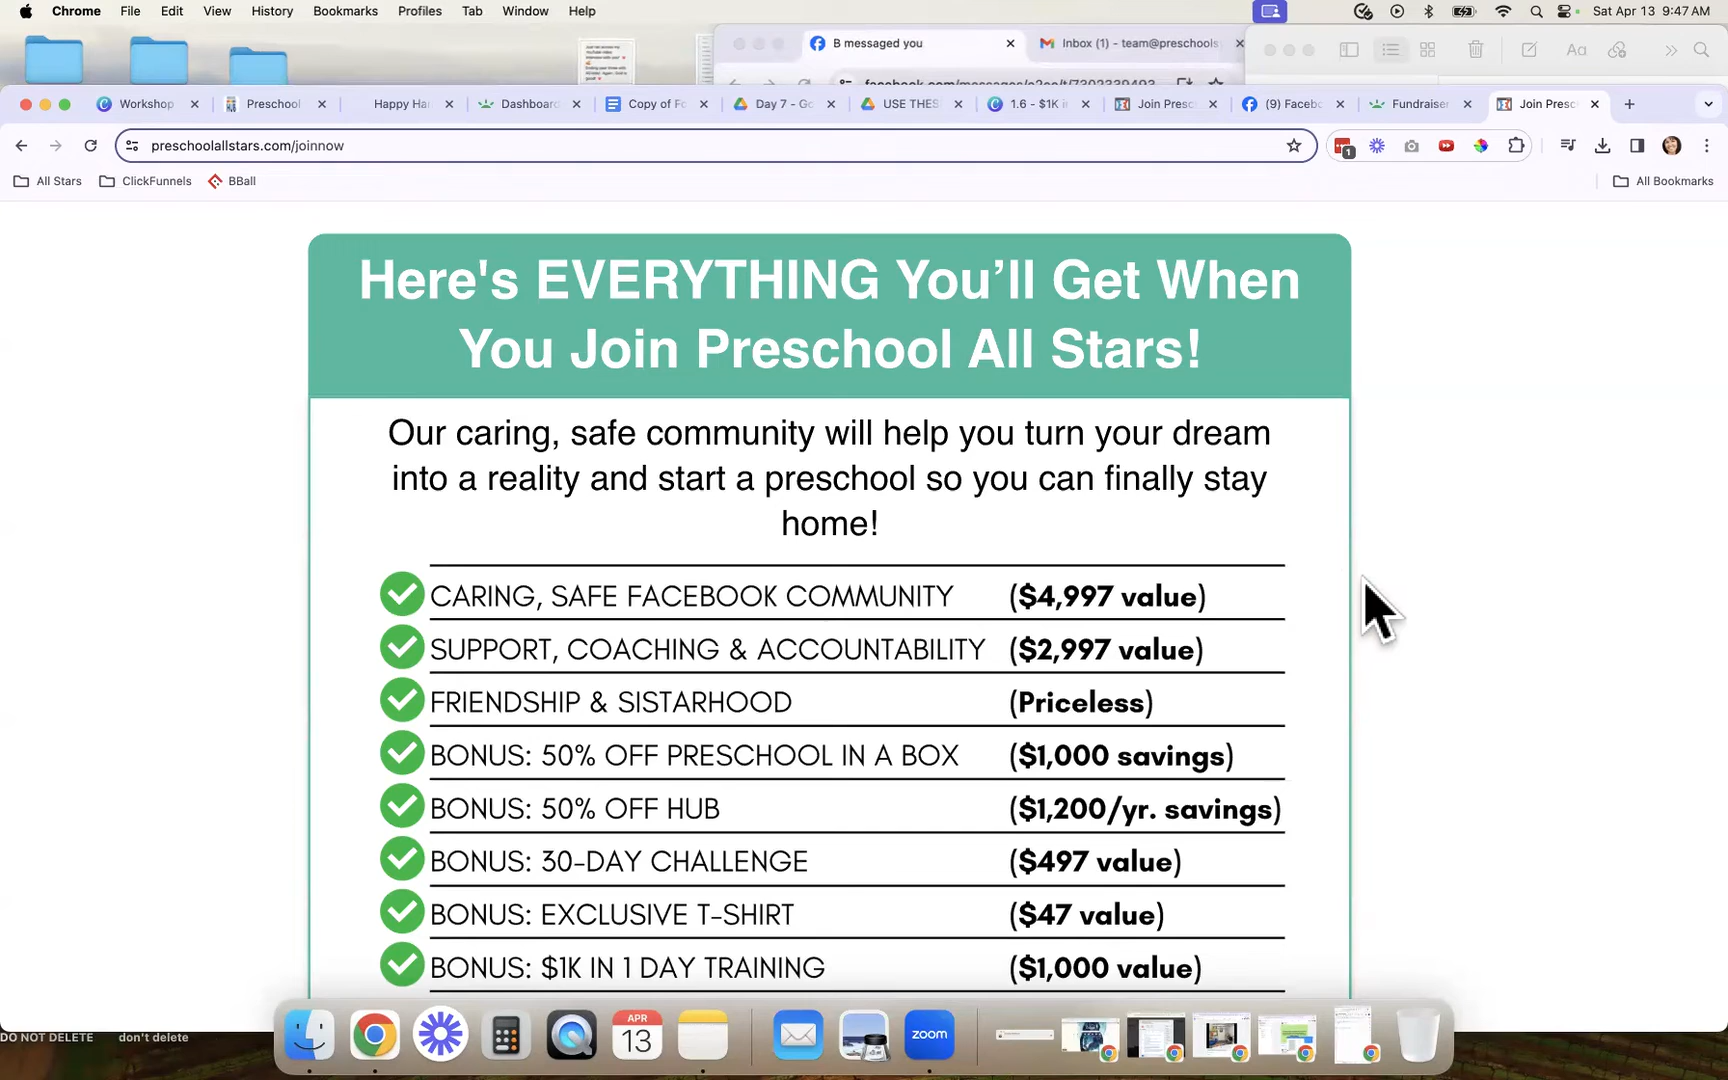 Chrome File Edit View History Bookmarks Profiles Tab Window Help Sat Apr 13 9:47 AM
B messaged you Inbox (1) - team@preschools
Workshop Preschool Happy Ha Dashboar Copy of Fo Day 7 - Go USE THES 1.6 - $1K i Join Presc (9) Facebo Fundraiser Join Presc
preschoolallstars.com/joinnow
1
All Stars ClickFunnels BBall All Bookmarks
Here's EVERYTHING You’ll Get When
You Join Preschool All Stars!
Our caring, safe community will help you turn your dream
into a reality and start a preschool so you can finally stay
home!
CARING, SAFE FACEBOOK COMMUNITY ($4,997 value)
SUPPORT, COACHING & ACCOUNTABILITY ($2,997 value)
FRIENDSHIP & SISTARHOOD (Priceless)
BONUS: 50% OFF PRESCHOOL IN A BOX ($1,000 savings)
BONUS: 50% OFF HUB ($1,200/yr. savings)
BONUS: 30-DAY CHALLENGE ($497 value)
BONUS: EXCLUSIVE T-SHIRT ($47 value)
BONUS: $1K IN 1 DAY TRAINING ($1,000 value)
APR
13
zoom
DO NOT DELETE don't delete